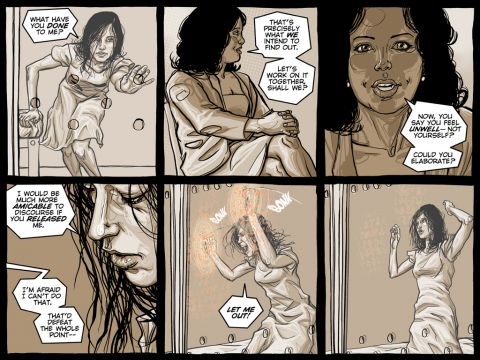 WHAT HAVE
YOU DONE
TO ME?
THAT'S
PRECISELY
WHAT WE
INTEND TO
FIND OUT.
LET'S
WORK ON IT
TOGETHER,
SHALL WE?
NOW, YOU
SAY YOU FEEL
UNWELL—NOT
YOURSELF?
COULD YOU
ELABORATE?
I WOULD BE
MUCH MORE
AMICABLE TO
DISCOURSE IF
YOU RELEASED
ME.
I'M AFRAID
I CAN'T DO
THAT.
THAT'D
DEFEAT THE
WHOLE
POINT--
BONK
BONK
LET ME
OUT!